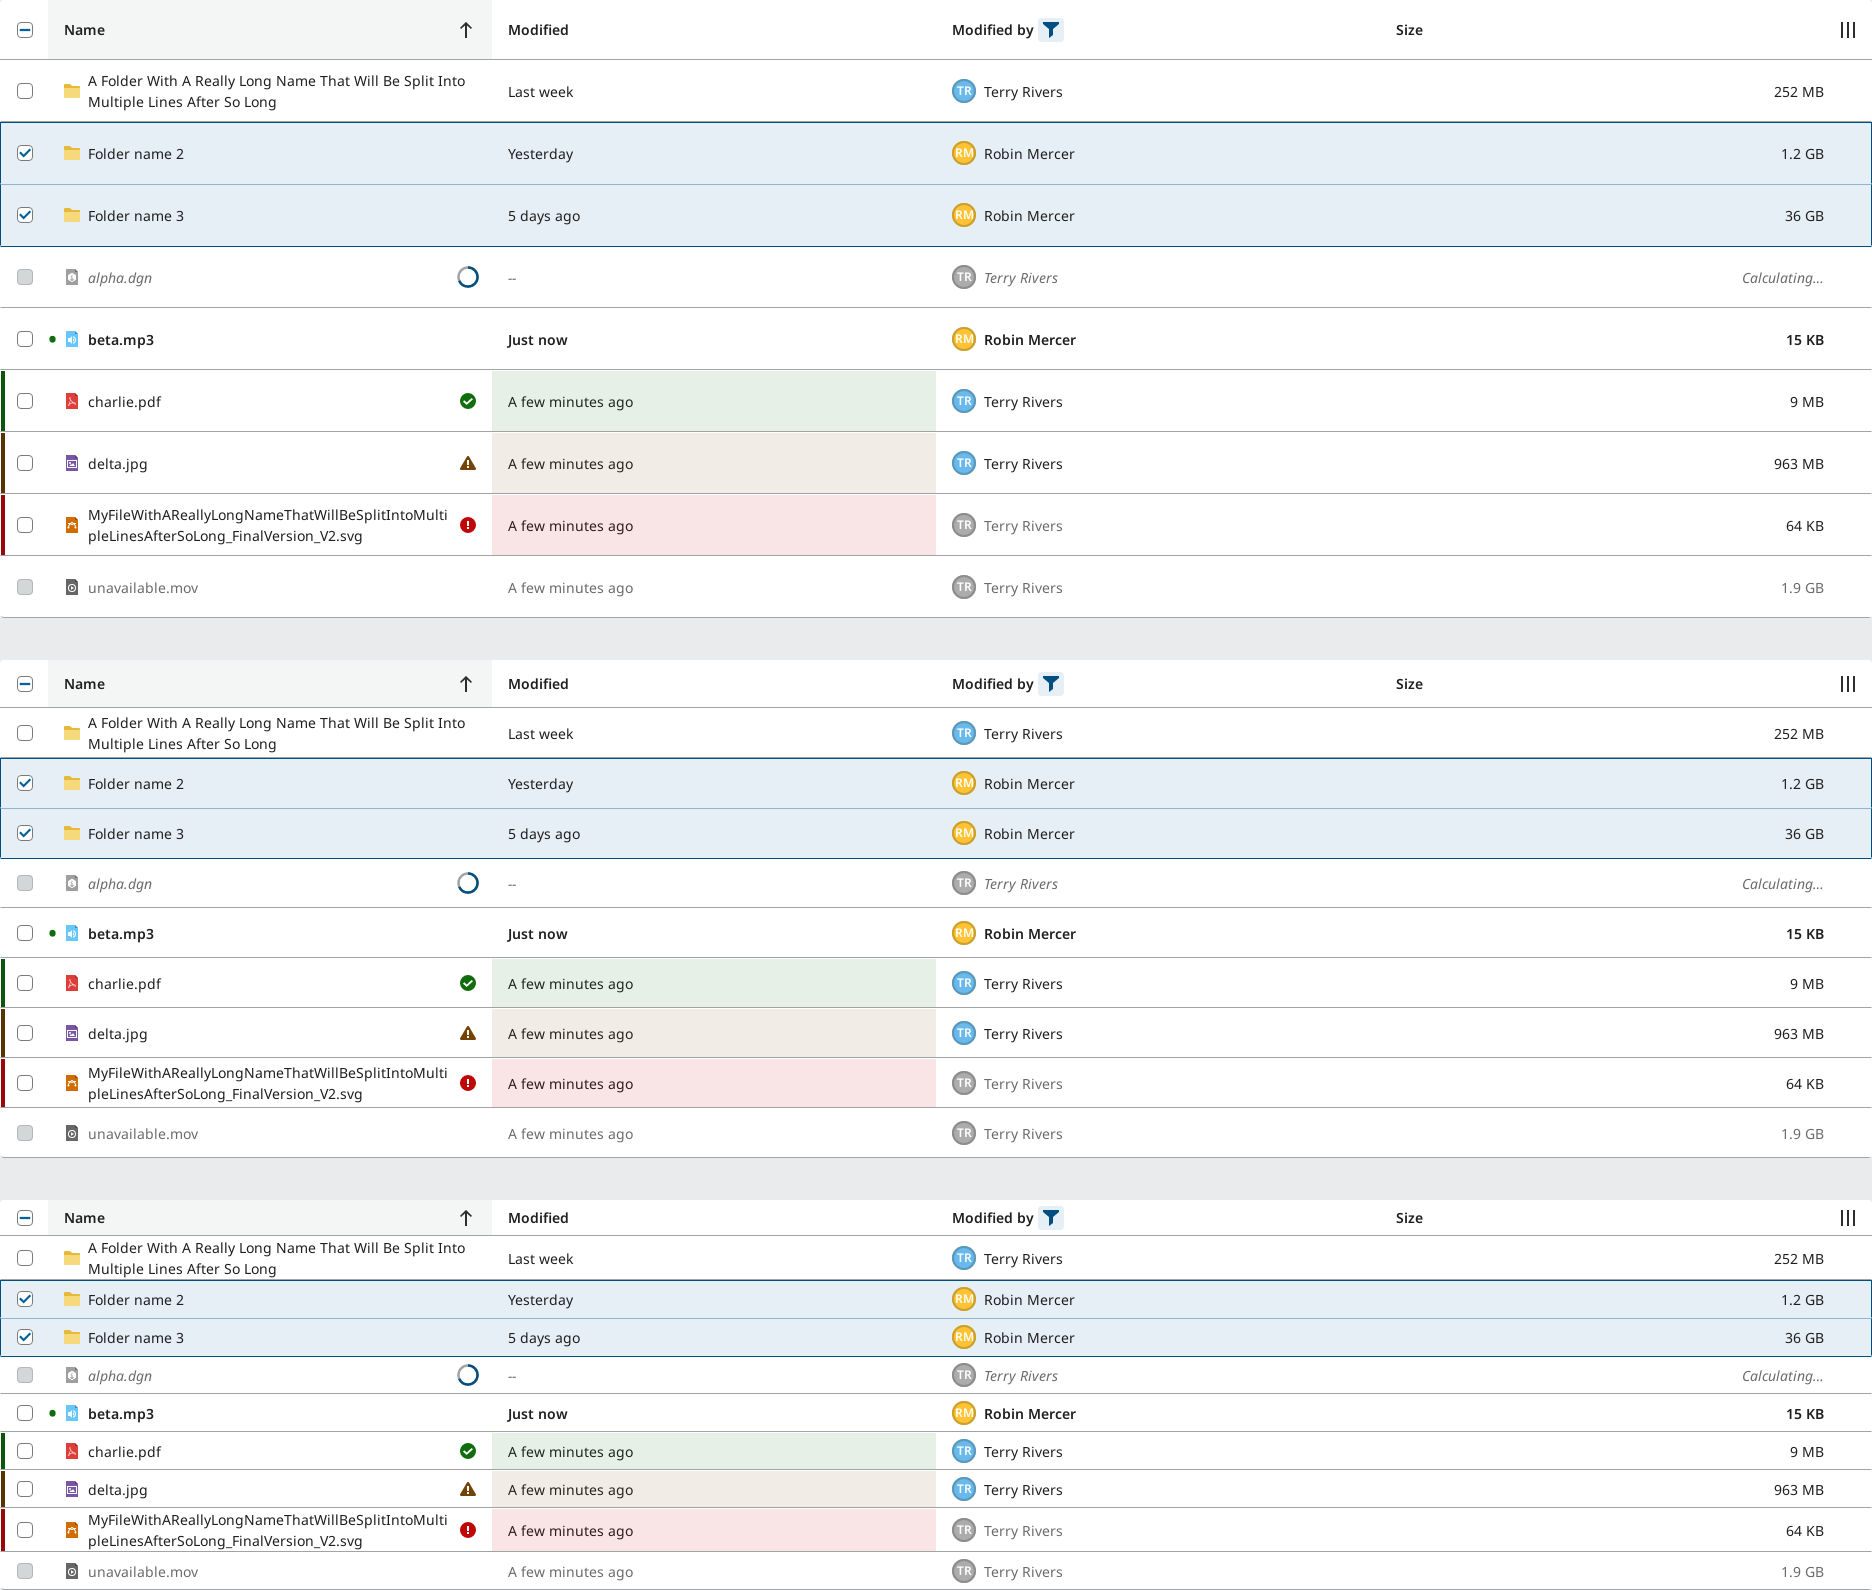 Name Modified Modified by Size
A Folder With A Really Long Name That Will Be Split Into
Multiple Lines After So Long Last week TR Terry Rivers 252 MB
Folder name 2 Yesterday RM Robin Mercer 1.2 GB
Folder name 3 5 days ago RM Robin Mercer 36 GB
alpha.dgn -- TR Terry Rivers Calculating...
beta.mp3 Just now RM Robin Mercer 15 KB
charlie.pdf A few minutes ago TR Terry Rivers 9 MB
delta.jpg A few minutes ago TR Terry Rivers 963 MB
MyFileWithAReallyLongNameThatWillBeSplitIntoMulti
pleLinesAfterSoLong_FinalVersion_V2.svg A few minutes ago TR Terry Rivers 64 KB
unavailable.mov A few minutes ago TR Terry Rivers 1.9 GB
Name Modified Modified by Size
A Folder With A Really Long Name That Will Be Split Into
Multiple Lines After So Long Last week TR Terry Rivers 252 MB
Folder name 2 Yesterday RM Robin Mercer 1.2 GB
Folder name 3 5 days ago RM Robin Mercer 36 GB
alpha.dgn -- TR Terry Rivers Calculating...
beta.mp3 Just now RM Robin Mercer 15 KB
charlie.pdf A few minutes ago TR Terry Rivers 9 MB
delta.jpg A few minutes ago TR Terry Rivers 963 MB
MyFileWithAReallyLongNameThatWillBeSplitIntoMulti
pleLinesAfterSoLong_FinalVersion_V2.svg A few minutes ago TR Terry Rivers 64 KB
unavailable.mov A few minutes ago TR Terry Rivers 1.9 GB
Name Modified Modified by Size
A Folder With A Really Long Name That Will Be Split Into
Multiple Lines After So Long Last week TR Terry Rivers 252 MB
Folder name 2 Yesterday RM Robin Mercer 1.2 GB
Folder name 3 5 days ago RM Robin Mercer 36 GB
alpha.dgn -- TR Terry Rivers Calculating...
beta.mp3 Just now RM Robin Mercer 15 KB
charlie.pdf A few minutes ago TR Terry Rivers 9 MB
delta.jpg A few minutes ago TR Terry Rivers 963 MB
MyFileWithAReallyLongNameThatWillBeSplitIntoMulti
pleLinesAfterSoLong_FinalVersion_V2.svg A few minutes ago TR Terry Rivers 64 KB
unavailable.mov A few minutes ago TR Terry Rivers 1.9 GB